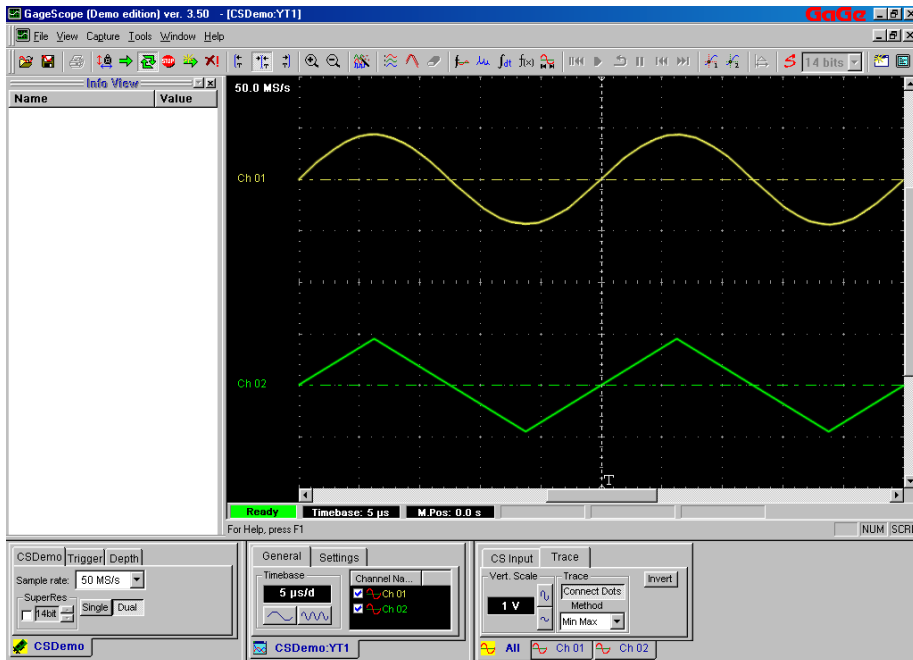 GageScope (Demo edition) ver. 3.50 - [CSDemo:YT1]
GaGe
File View Capture Tools Window Help
14 bits
Info View
Name Value
50.0 MS/s
Ch 01
Ch 02
T
Ready Timebase: 5 µs M.Pos: 0.0 s
For Help, press F1
NUM SCRL
CSDemo Trigger Depth
Sample rate: 50 MS/s
SuperRes
14bit
Single Dual
CSDemo
General Settings
Timebase
5 µs/d
Channel Na...
Ch 01
Ch 02
CSDemo:YT1
CS Input Trace
Vert. Scale
1 V
Trace
Connect Dots
Method
Min Max
Invert
All Ch 01 Ch 02